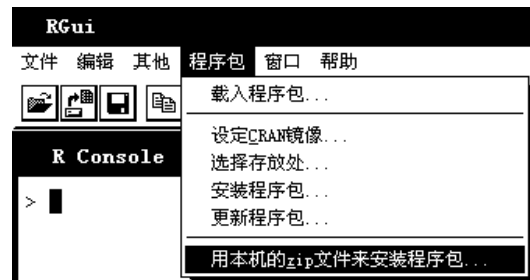 RGui
文件 编辑 其他 程序包 窗口 帮助
载入程序包...
设定CRAN镜像...
R Console
选择存放处...
安装程序包...
>
更新程序包...
用本机的zip文件来安装程序包...